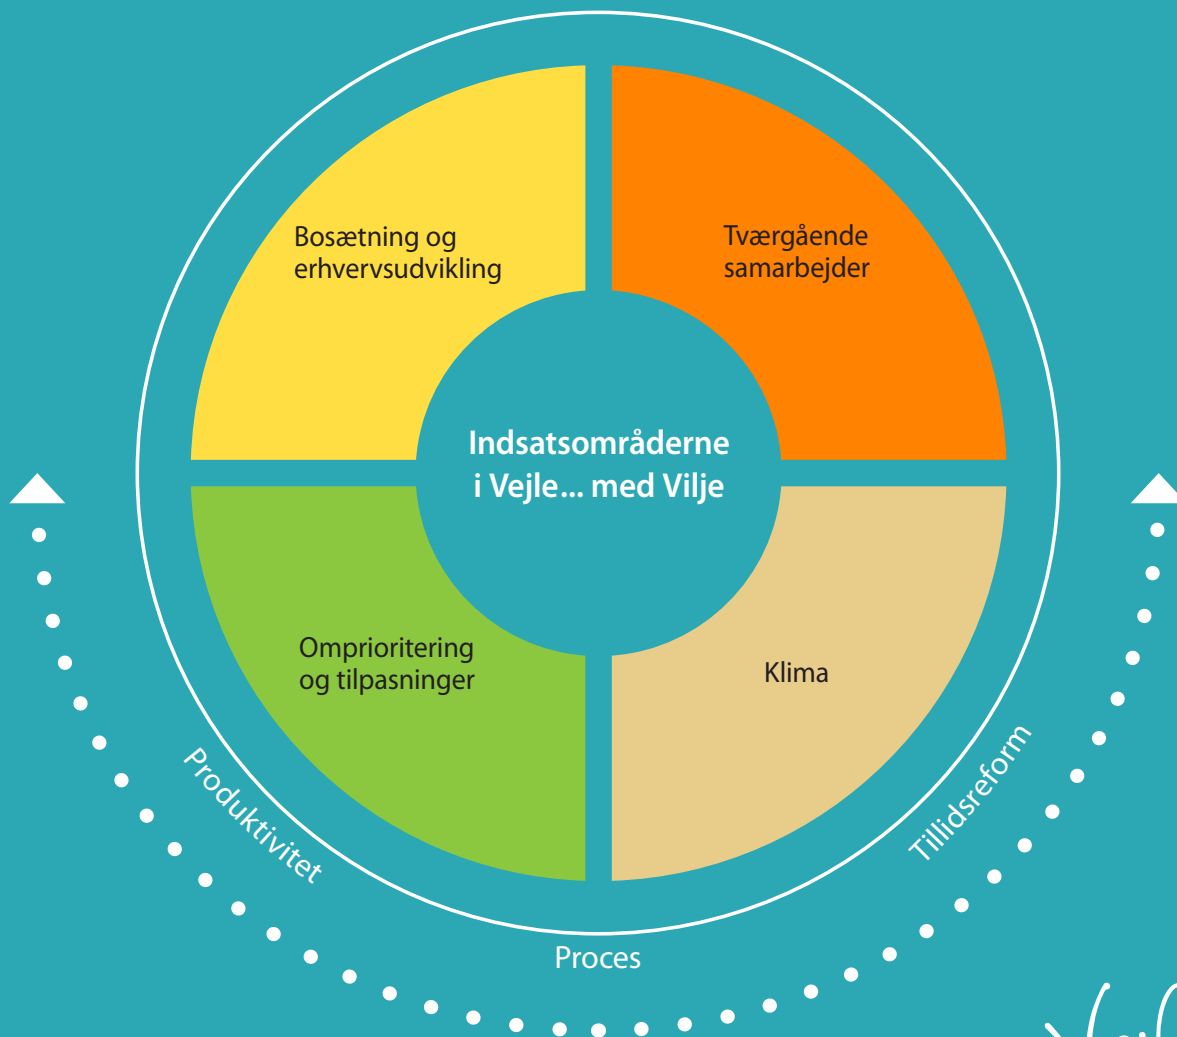 Bosætning og
erhvervsudvikling
Tværgående
samarbejder
Indsatsområderne
i Vejle... med Vilje
Omprioritering
og tilpasninger
Klima
Produktivitet
Tillidsreform
Proces